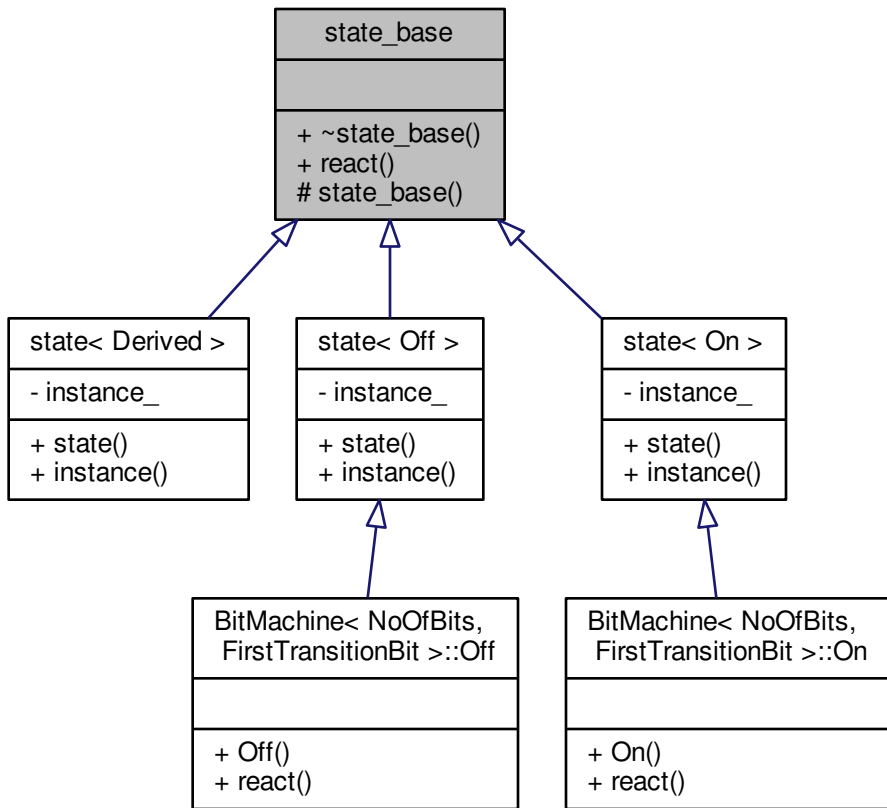 state_base
+ ~state_base()
+ react()
# state_base()
state< Derived >
- instance_
+ state()
+ instance()
state< Off >
- instance_
+ state()
+ instance()
state< On >
- instance_
+ state()
+ instance()
BitMachine< NoOfBits,
FirstTransitionBit >::Off
+ Off()
+ react()
BitMachine< NoOfBits,
FirstTransitionBit >::On
+ On()
+ react()